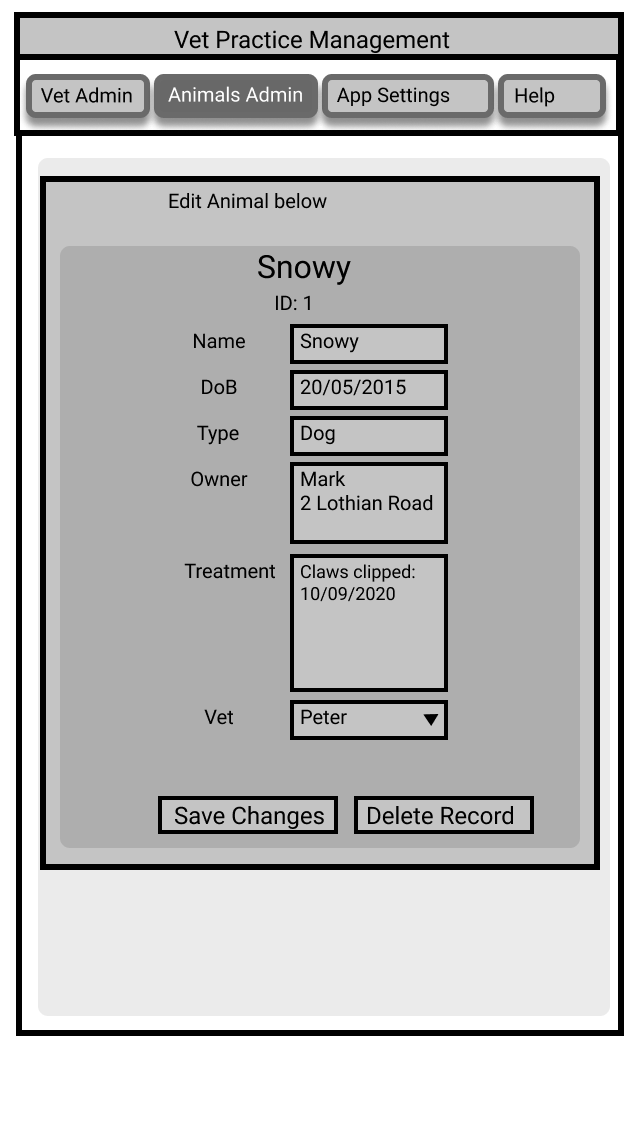 Vet Practice Management
Vet Admin
Animals Admin
App Settings
Help
Edit Animal below
Snowy
ID: 1
Name
Snowy
DoB
20/05/2015
Type
Dog
Owner
Mark
2 Lothian Road
Treatment
Claws clipped:
10/09/2020
Vet
Peter
Save Changes
Delete Record